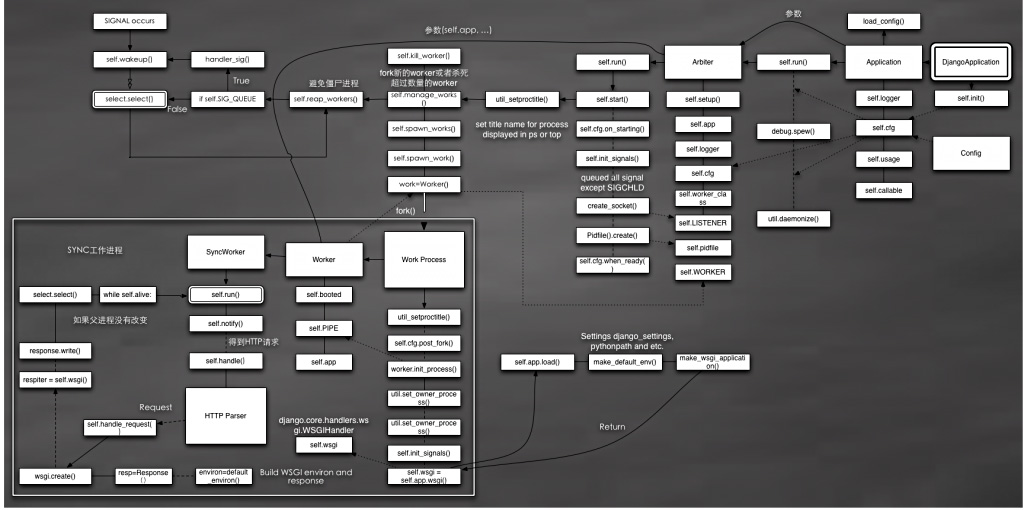 SIGNAL occurs
self.wakeup()
handler_sig()
True
select.select()
False
if self.SIG_QUEUE
避免僵尸进程
self.reap_workers()
参数(self.app, ...)
self.kill_worker()
fork新的worker或者杀死
超过数量的worker
self.manage_works
()
self.spawn_works()
self.spawn_work()
work=Worker()
fork()
util_setproctitle()
set title name for process
displayed in ps or top
self.run()
self.start()
self.cfg.on_starting()
self.init_signals()
queued all signal
except SIGCHLD
create_socket()
Pidfile().create()
self.cfg.when_ready(
)
参数
Arbiter
self.setup()
self.app
self.logger
self.cfg
self.worker_cla
ss
self.LISTENER
self.pidfile
self.WORKER
self.run()
debug.spew()
util.daemonize()
load_config()
Application
self.logger
self.cfg
self.usage
self.callable
DjangoApplication
self.init()
Config
SYNC工作进程
SyncWorker
Worker
Work Process
select.select()
while self.alive:
self.run()
self.booted
如果父进程没有改变
self.notify()
self.PIPE
得到HTTP请求
response.write()
self.handle()
self.app
respiter = self.wsgi()
HTTP Parser
Request
self.handle_request(
)
wsgi.create()
resp=Response
()
environ=default
_environ()
Build WSGI environ and
response
django.core.handlers.ws
gi.WSGIHandler
self.wsgi
util_setproctitle()
self.cfg.post_fork()
worker.init_process()
util.set_owner_proce
ss()
util.set_owner_proce
ss()
self.init_signals()
self.wsgi =
self.app.wsgi()
Settings django_settings,
pythonpath and etc.
self.app.load()
make_default_env()
make_wsgi_applicati
on()
Return